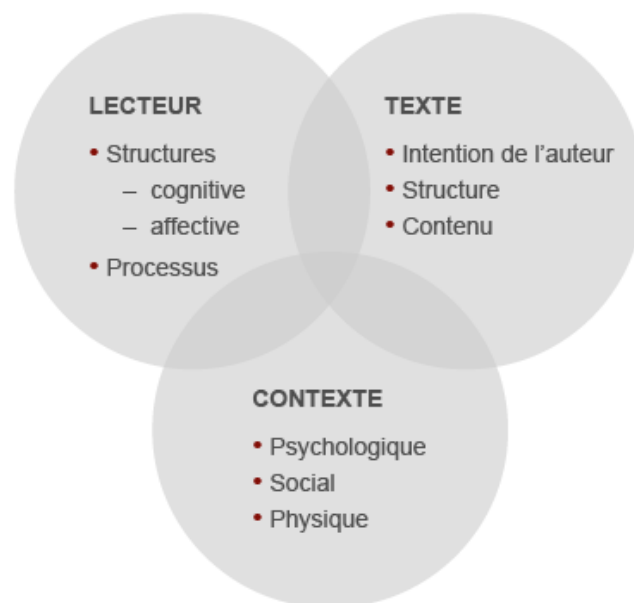 LECTEUR
• Structures
– cognitive
– affective
• Processus
TEXTE
• Intention de l'auteur
• Structure
• Contenu
CONTEXTE
• Psychologique
• Social
• Physique